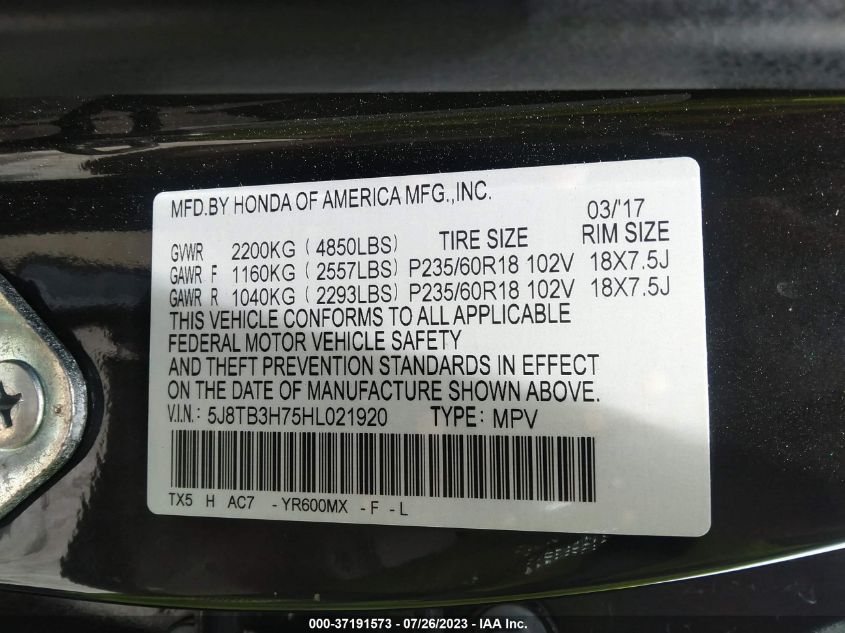 MFD.BY HONDA OF AMERICA MFG.,INC.
03/'17
GVWR 2200KG (4850LBS) TIRE SIZE RIM SIZE
GAWR F 1160KG (2557LBS) P235/60R18 102V 18X7.5J
GAWR R 1040KG (2293LBS) P235/60R18 102V 18X7.5J
THIS VEHICLE CONFORMS TO ALL APPLICABLE
FEDERAL MOTOR VEHICLE SAFETY
AND THEFT PREVENTION STANDARDS IN EFFECT
ON THE DATE OF MANUFACTURE SHOWN ABOVE.
V.I.N.: 5J8TB3H75HL021920 TYPE: MPV
TX5 H AC7 -YR600MX -F -L
000-37191573 - 07/26/2023 - IAA Inc.